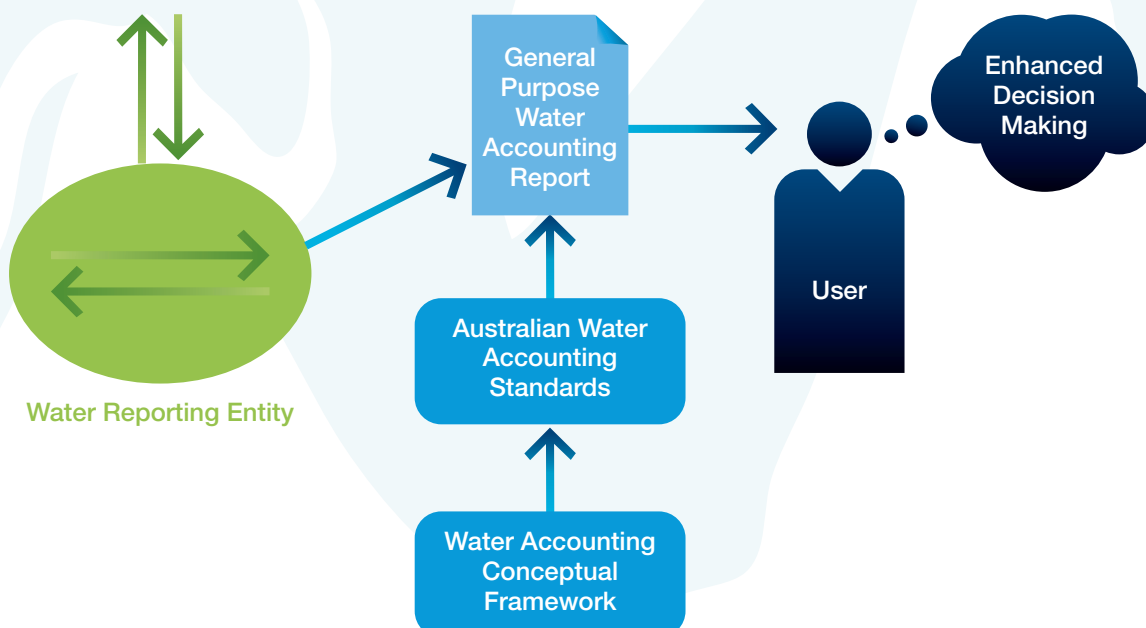 General
Purpose
Water
Accounting
Report
Enhanced
Decision
Making
User
Australian Water
Accounting
Standards
Water Reporting Entity
Water Accounting
Conceptual
Framework